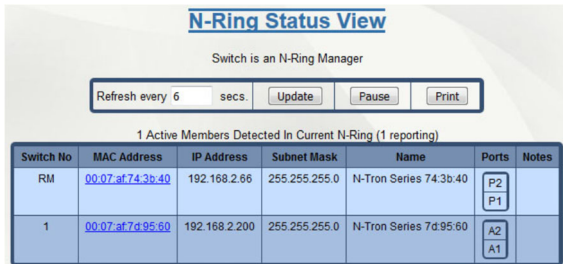 N-Ring Status View
Switch is an N-Ring Manager
Refresh every 6 secs. Update Pause Print
1 Active Members Detected In Current N-Ring (1 reporting)
Switch No MAC Address IP Address Subnet Mask Name Ports Notes
RM 00:07:af:74:3b:40 192.168.2.66 255.255.255.0 N-Tron Series 74:3b:40 P2
P1
1 00:07:af:7d:95:60 192.168.2.200 255.255.255.0 N-Tron Series 7d:95:60 A2
A1